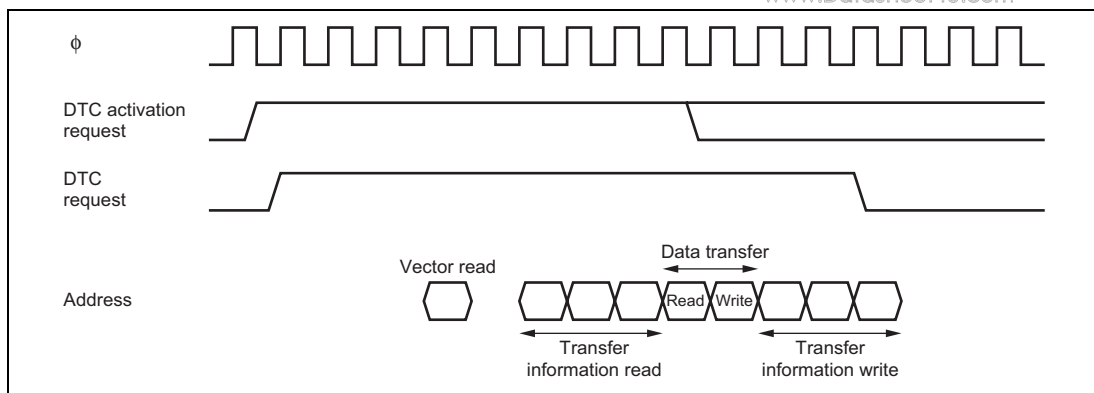 φ
DTC activation
request
DTC
request
Data transfer
Vector read
Address
Read
Write
Transfer
information read
Transfer
information write